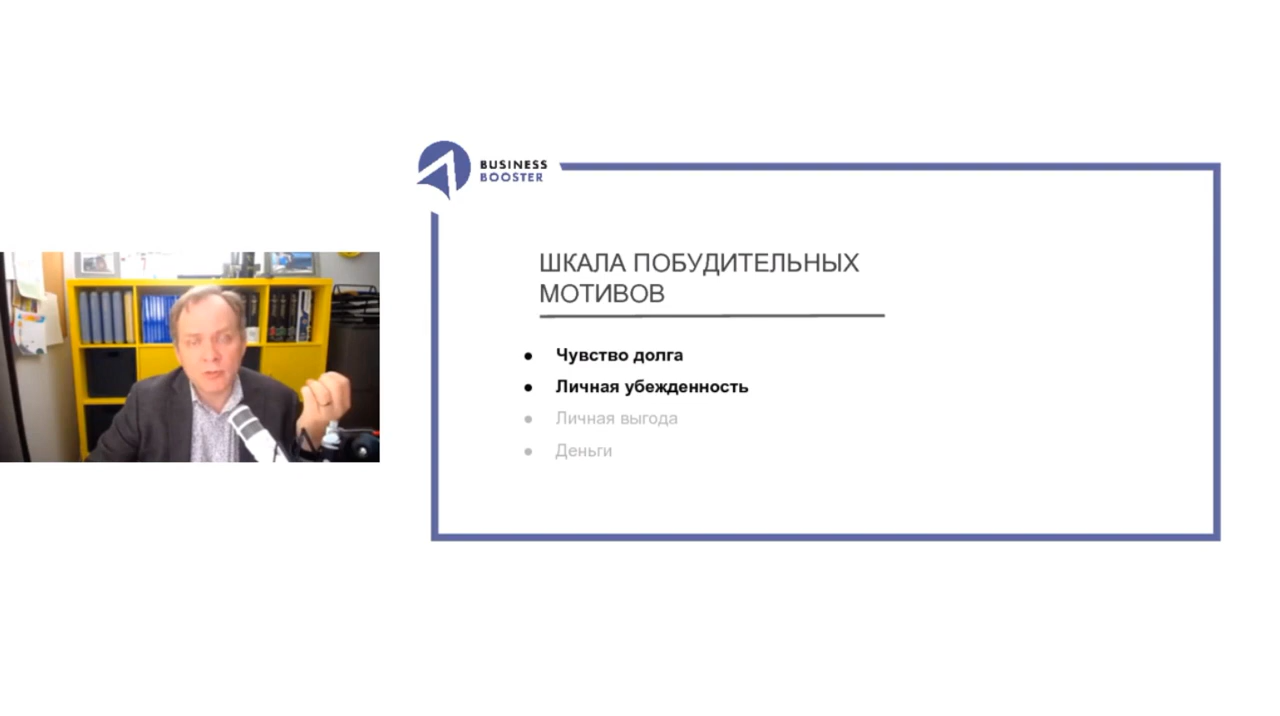 BUSINESS
BOOSTER
ШКАЛА ПОБУДИТЕЛЬНЫХ
МОТИВОВ
● Чувство долга
● Личная убежденность
● Личная выгода
● Деньги